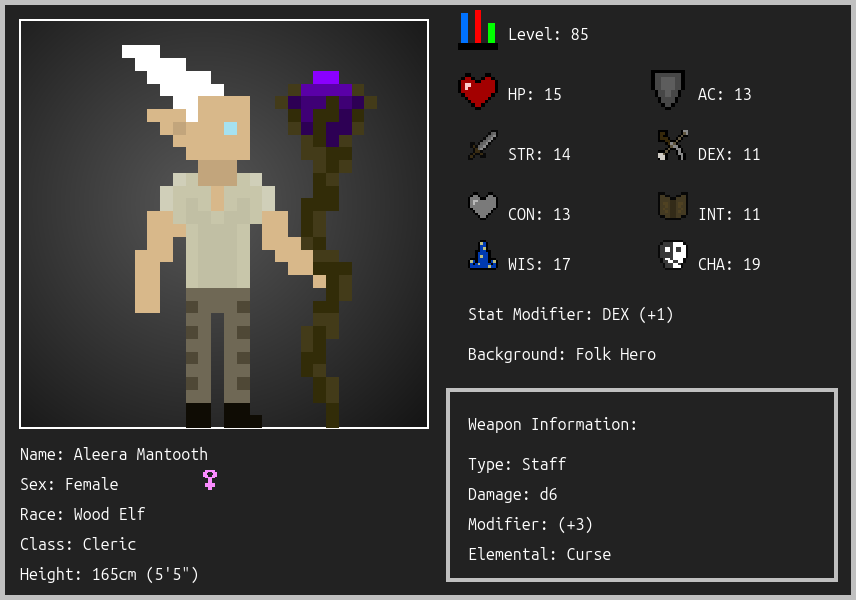 Level: 85
HP: 15
AC: 13
STR: 14
DEX: 11
CON: 13
INT: 11
WIS: 17
CHA: 19
Stat Modifier: DEX (+1)
Background: Folk Hero
Weapon Information:
Type: Staff
Damage: d6
Modifier: (+3)
Elemental: Curse
Name: Aleera Mantooth
Sex: Female
Race: Wood Elf
Class: Cleric
Height: 165cm (5'5")